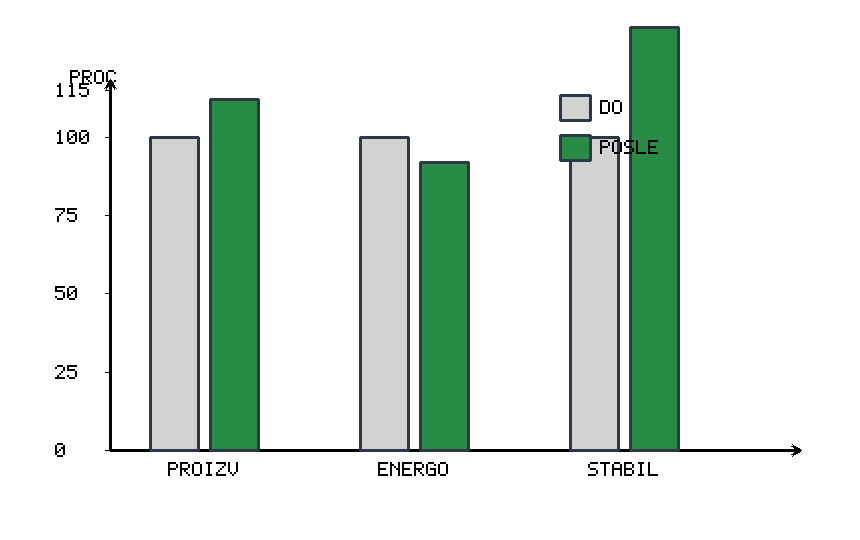 PROC
115
DO
100
POSLE
75
50
25
0
PROIZV ENERGO STABIL